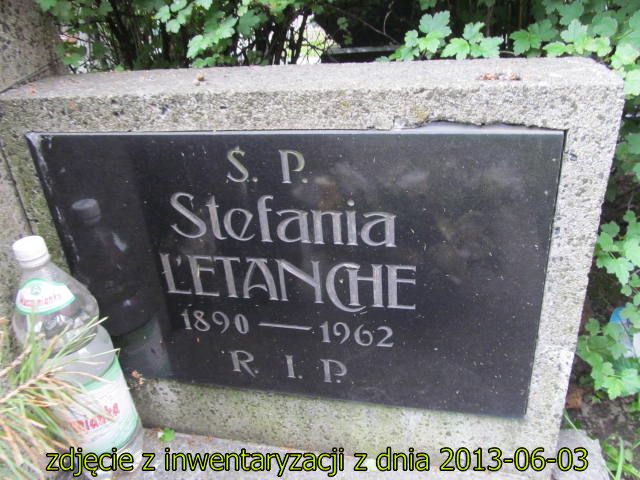 Ś. P.
Stefania
L'ETANCHE
1890 — 1962
R. I. P.
zdjęcie z inwentaryzacji z dnia 2013-06-03